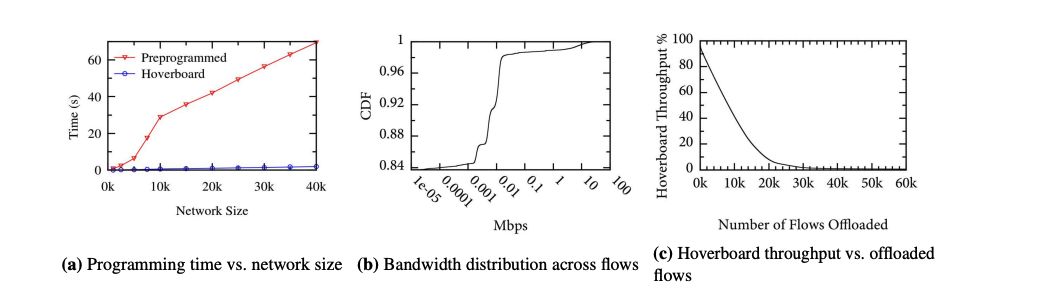 Preprogrammed
Hoverboard
Time (s)
60
40
20
0
0k 10k 20k 30k 40k
Network Size
(a) Programming time vs. network size
CDF
1
0.96
0.92
0.88
0.84
1e-05 0.0001 0.001 0.01 0.1 1 10 100
Mbps
(b) Bandwidth distribution across flows
Hoverboard Throughput %
100
80
60
40
20
0
0k 10k 20k 30k 40k 50k 60k
Number of Flows Offloaded
(c) Hoverboard throughput vs. offloaded
flows